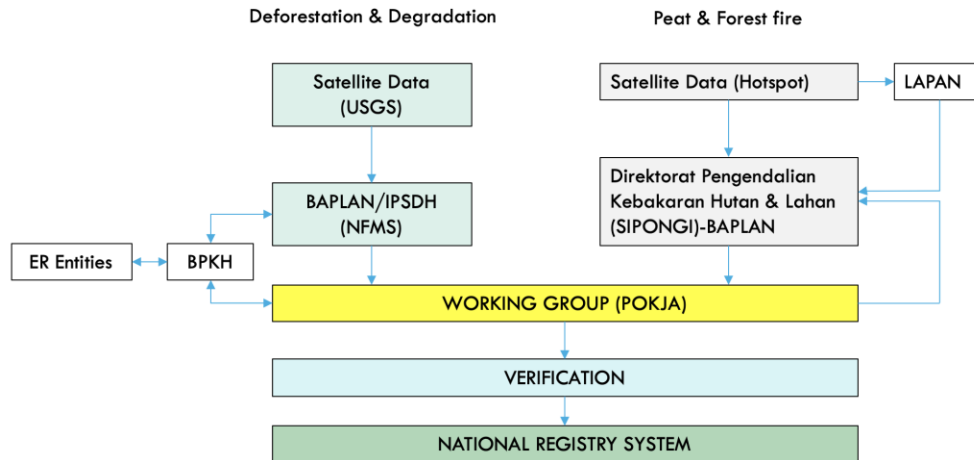 Deforestation & Degradation
Peat & Forest fire
Satellite Data
(USGS)
Satellite Data (Hotspot)
LAPAN
BAPLAN/IPSDH
(NFMS)
Direktorat Pengendalian
Kebakaran Hutan & Lahan
(SIPONGI)-BAPLAN
ER Entities
BPKH
WORKING GROUP (POKJA)
VERIFICATION
NATIONAL REGISTRY SYSTEM